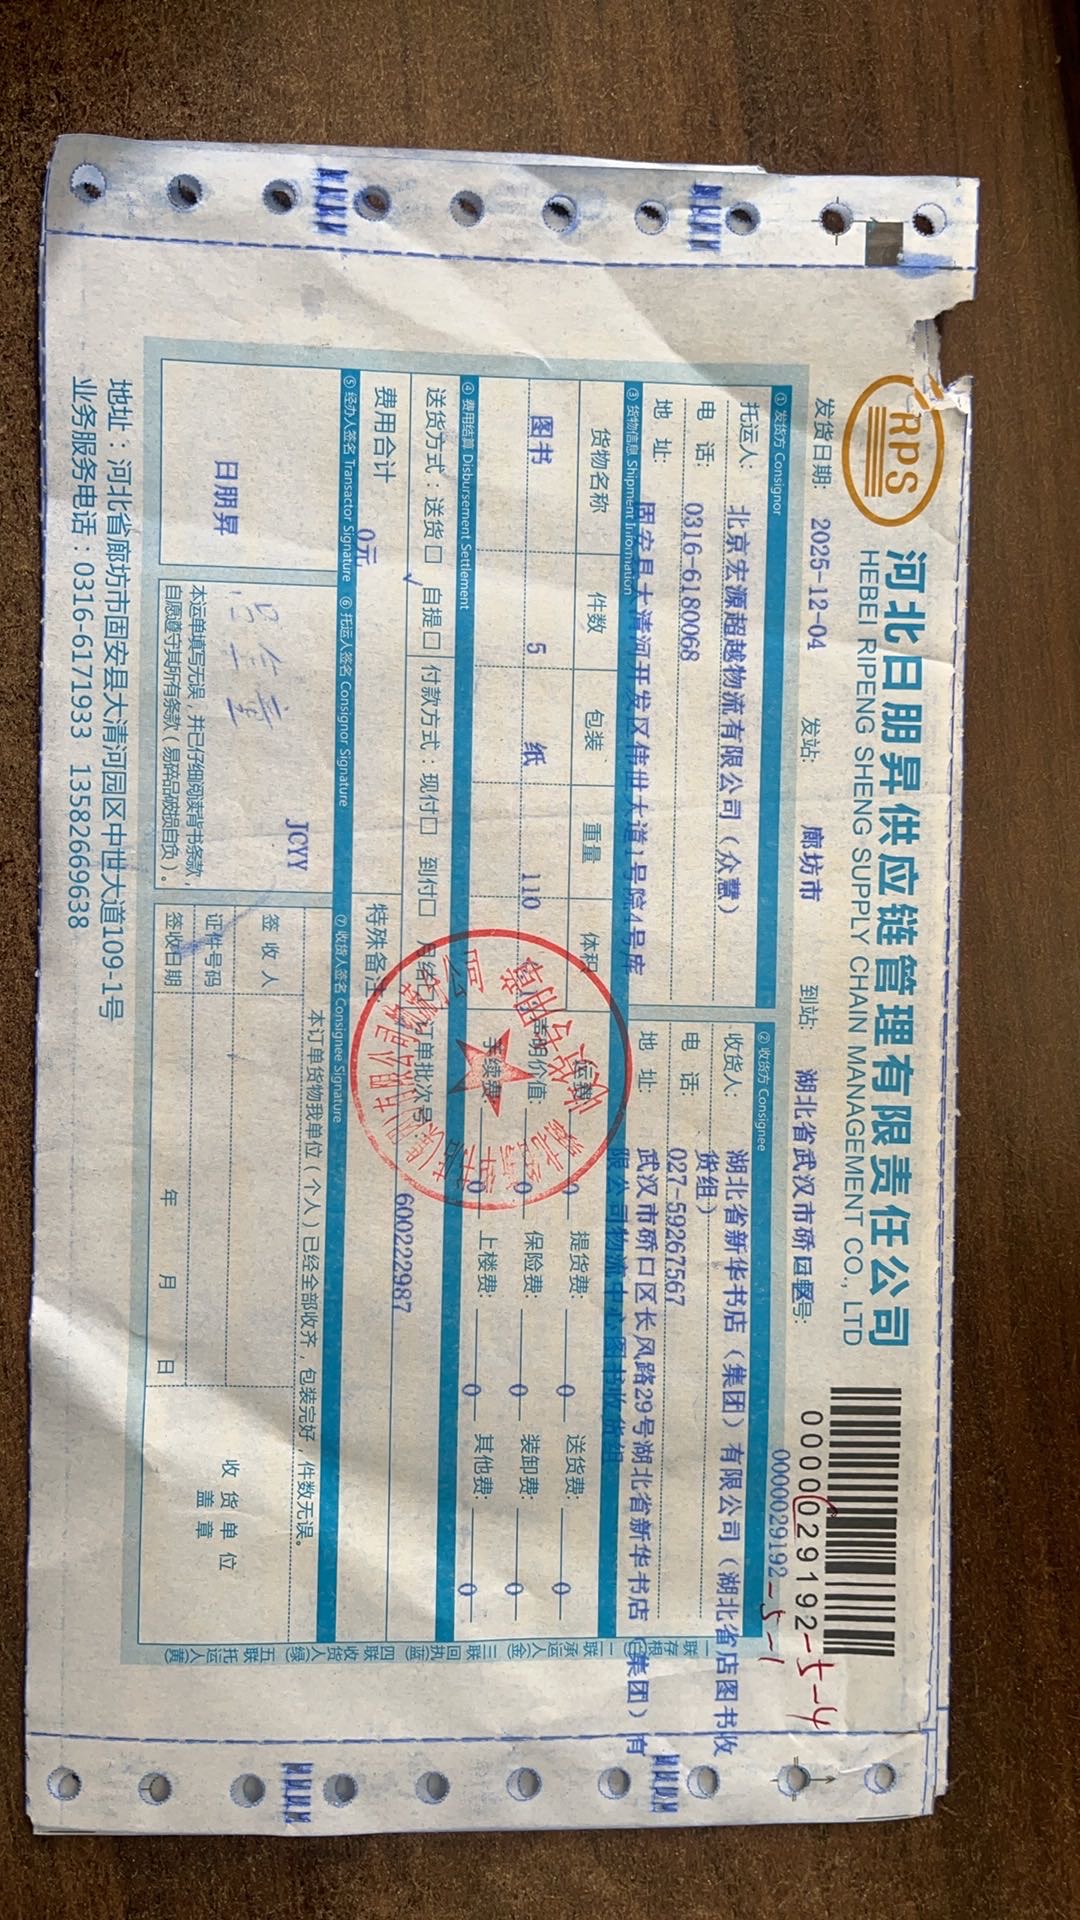 RPS
河北日朋昇供应链管理有限责任公司
HEBEI RIPENG SHENG SUPPLY CHAIN MANAGEMENT CO., LTD
0000029192-5-4
0000029192-5-1
发货日期: 2025-12-04 发站: 廊坊市 到站: 湖北省武汉市硚口区 号:
① 发货方 Consignor
托运人: 北京宏源超越物流有限公司（众慧）
电 话: 0316-6180068
地 址: 固安县大清河开发区伟世大道1号院4号库
② 收货方 Consignee
收货人: 湖北省新华书店（集团）有限公司（湖北省店图书收
货组）
电 话: 027-59267567
地 址: 武汉市硚口区长风路29号湖北省新华书店（集团）有
限公司物流中心图书收货组
③ 货物信息 Shipment Information
货物名称 件数 包装 重量 体积
图书 5 纸 110
运费: 0 提货费: 0 送货费: 0
声明价值: 0 保险费: 0 装卸费: 0
手续费: 0 上楼费: 0 其他费: 0
④ 费用结算 Disbursement Settlement
送货方式：送货□ 自提□ √ 付款方式：现付□ 到付□ 月结□ 订单批次号: 600222987
费用合计 0元 特殊备注
⑤ 经办人签名 Transactor Signature ⑥ 托运人签名 Consignor Signature ⑦ 收货人签名 Consignee Signature
日朋昇
JCYY
本运单填写无误，并已仔细阅读背书条款，
自愿遵守其所有条款（易碎品破损自负）。
本订单货物我单位（个人）已经全部收齐，包装完好，件数无误。
签 收 人
证件号码
签收日期 年 月 日
收 货 单 位
盖 章
一联存根(白) 二联承运人(金) 三联回执(蓝) 四联收货人(绿) 五联托运人(黄)
地址：河北省廊坊市固安县大清河园区中世大道109-1号
业务服务电话：0316-6171933 13582669638